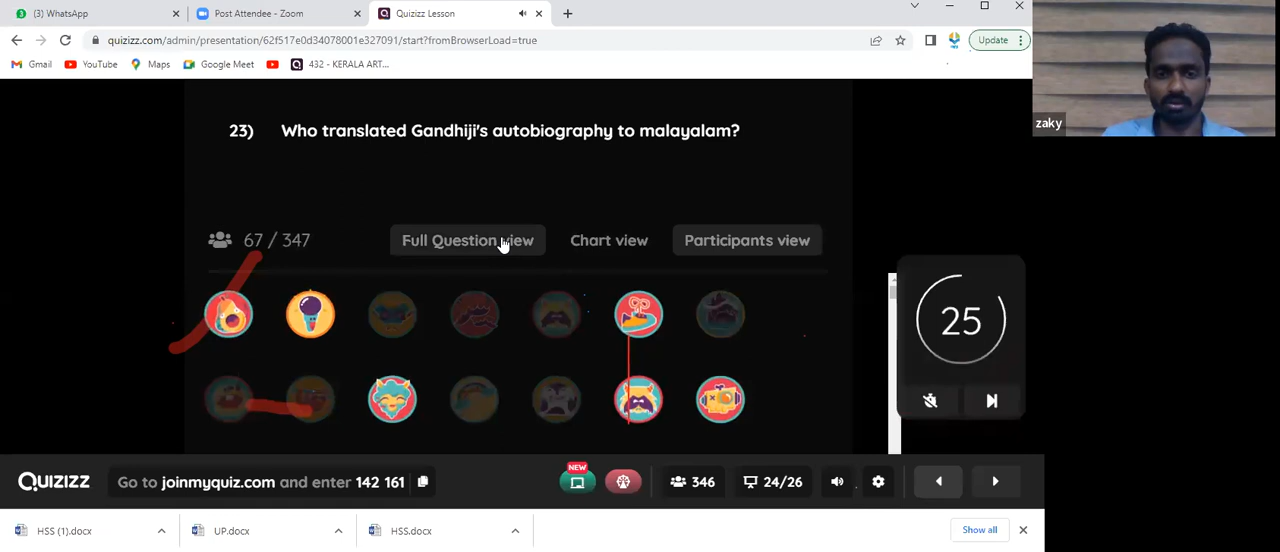 (3) WhatsApp
Post Attendee - Zoom
Quizizz Lesson
quizizz.com/admin/presentation/62f517e0d34078001e327091/start?fromBrowserLoad=true
Update
Gmail
YouTube
Maps
Google Meet
432 - KERALA ART...
zaky
23) Who translated Gandhiji's autobiography to malayalam?
67 / 347
Full Question view
Chart view
Participants view
25
QUIZIZZ
Go to joinmyquiz.com and enter 142 161
NEW
346
24/26
HSS (1).docx
UP.docx
HSS.docx
Show all